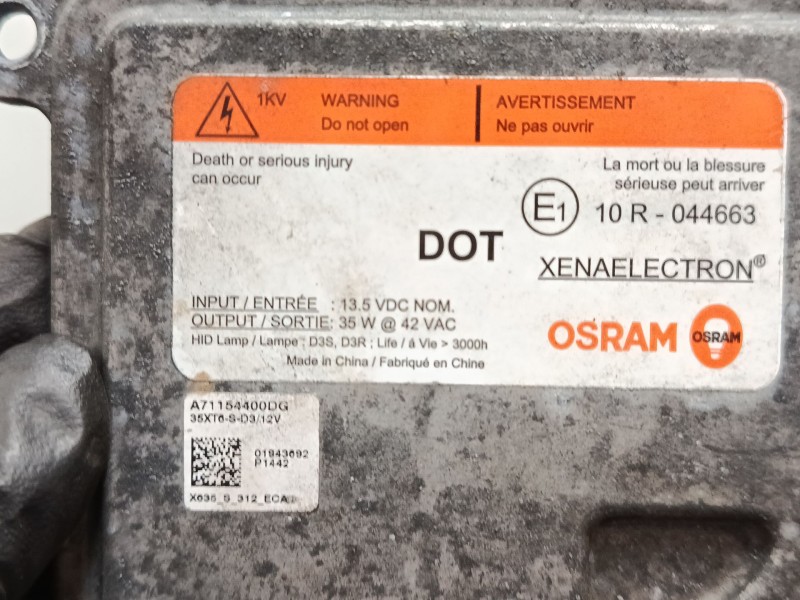 1KV
WARNING
Do not open
AVERTISSEMENT
Ne pas ouvrir
Death or serious injury
can occur
La mort ou la blessure
sérieuse peut arriver
E1
10 R - 044663
DOT
XENAELECTRON®
INPUT / ENTRÉE : 13.5 VDC NOM.
OUTPUT / SORTIE: 35 W @ 42 VAC
HID Lamp / Lampe : D3S, D3R ; Life / á Vie > 3000h
Made in China / Fabriqué en Chine
OSRAM
OSRAM
A71154400DG
35XT6-S-D3/12V
01843692
P1442
X635_S_312_ECA